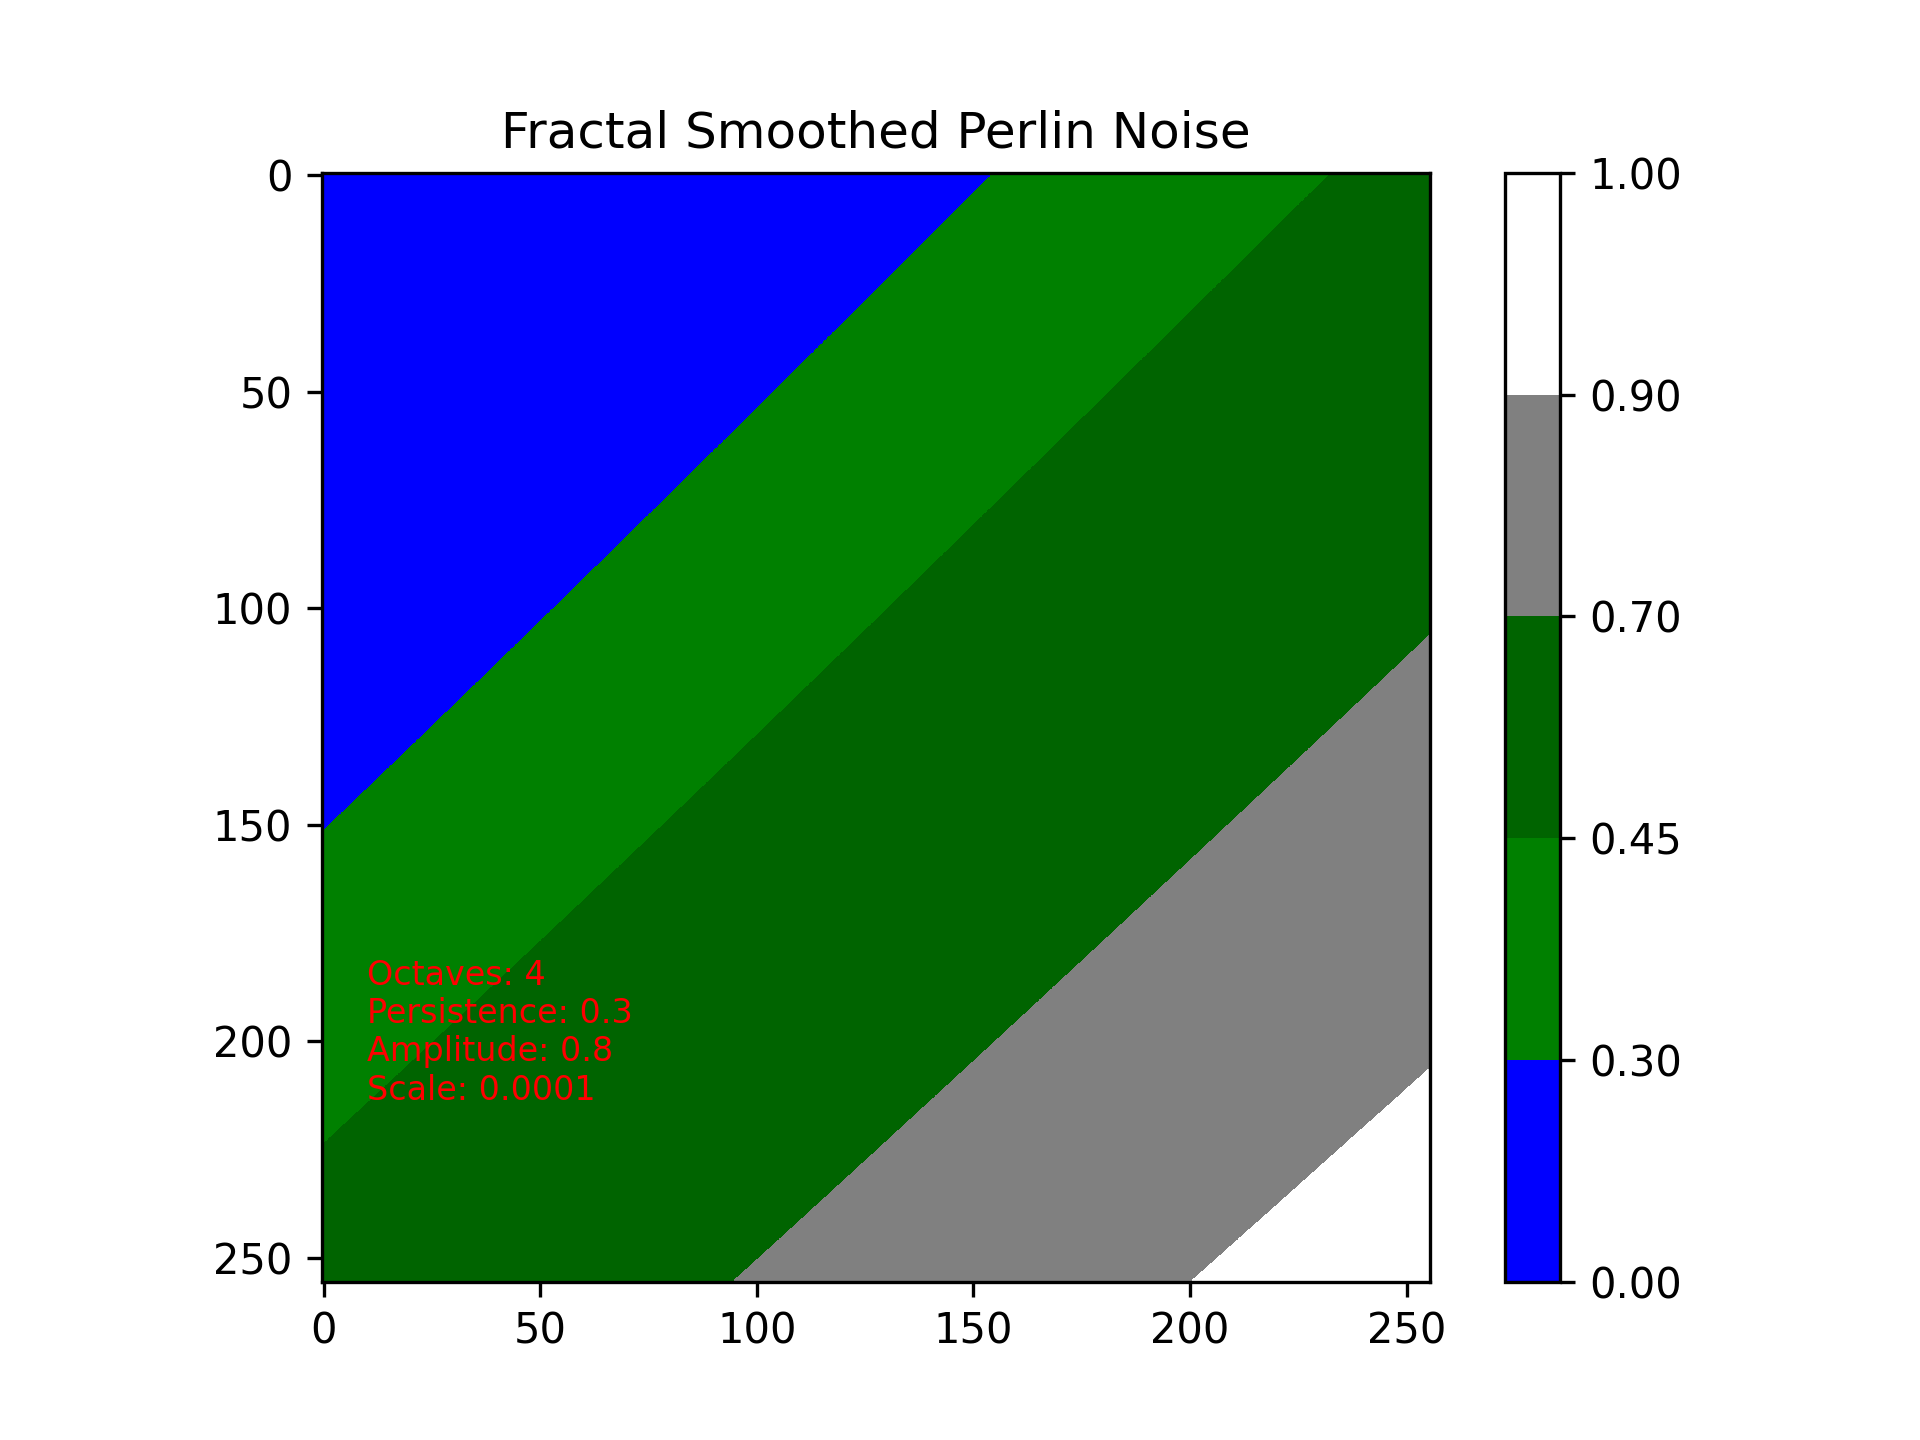 Fractal Smoothed Perlin Noise
0
50
100
150
200
250
0 50 100 150 200 250
Octaves: 4
Persistence: 0.3
Amplitude: 0.8
Scale: 0.0001
1.00
0.90
0.70
0.45
0.30
0.00